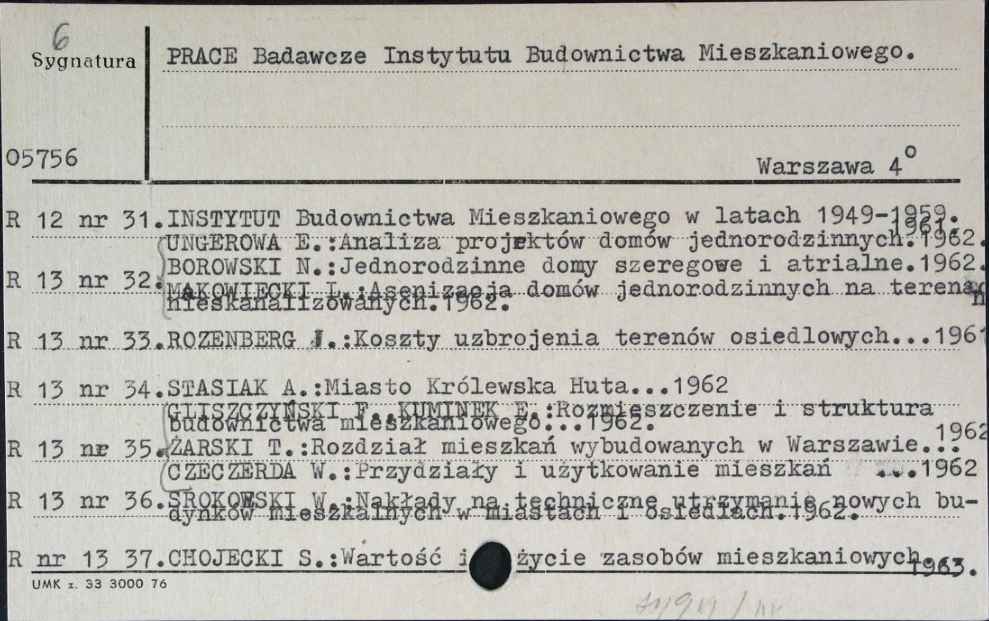 6
Sygnatura
PRACE Badawcze Instytutu Budownictwa Mieszkaniowego.
05756
Warszawa 4°
R 12 nr 31. INSTYTUT Budownictwa Mieszkaniowego w latach 1949-1959.
1961.
UNGEROWA E.:Analiza projektów domów jednorodzinnych.1962.
BOROWSKI N.:Jednorodzinne domy szeregowe i atrialne.1962.
R 13 nr 32.
MĄKOWIECKI L.:Asenizacja domów jednorodzinnych na terenach
nieskanalizowanych.1962.
R 13 nr 33. ROZENBERG J.:Koszty uzbrojenia terenów osiedlowych...1961
R 13 nr 34. STASIAK A.:Miasto Królewska Huta...1962
GLISZCZYŃSKI F., KUMINEK E.:Rozmieszczenie i struktura
budownictwa mieszkaniowego...1962.
R 13 nr 35. ŻARSKI T.:Rozdział mieszkań wybudowanych w Warszawie...
1962
CZECZERDA W.:Przydziały i użytkowanie mieszkań ...1962
R 13 nr 36. SROKOWSKI W.:Nakłady na techniczne utrzymanie nowych bu-
dynków mieszkalnych w miastach i osiedlach.1962.
R nr 13 37. CHOJECKI S.:Wartość i życie zasobów mieszkaniowych.
1963.
UMK z. 33 3000 76